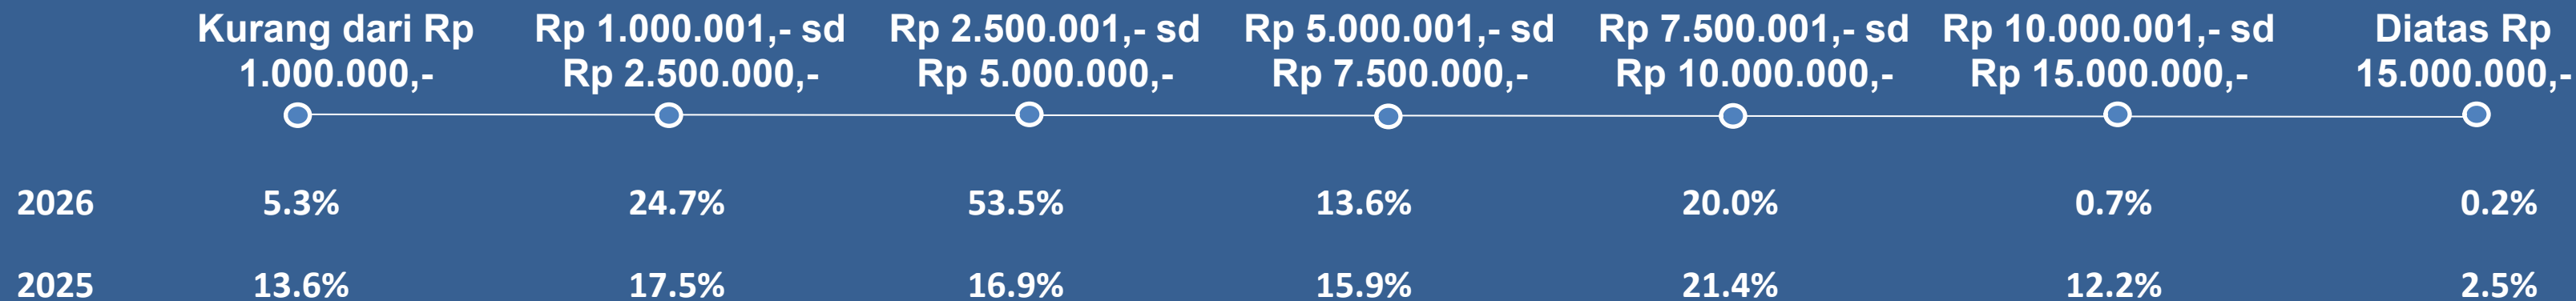 Kurang dari Rp 1.000.000,-
Rp 1.000.001,- sd Rp 2.500.000,-
Rp 2.500.001,- sd Rp 5.000.000,-
Rp 5.000.001,- sd Rp 7.500.000,-
Rp 7.500.001,- sd Rp 10.000.000,-
Rp 10.000.001,- sd Rp 15.000.000,-
Diatas Rp 15.000.000,-
2026 5.3% 24.7% 53.5% 13.6% 20.0% 0.7% 0.2%
2025 13.6% 17.5% 16.9% 15.9% 21.4% 12.2% 2.5%